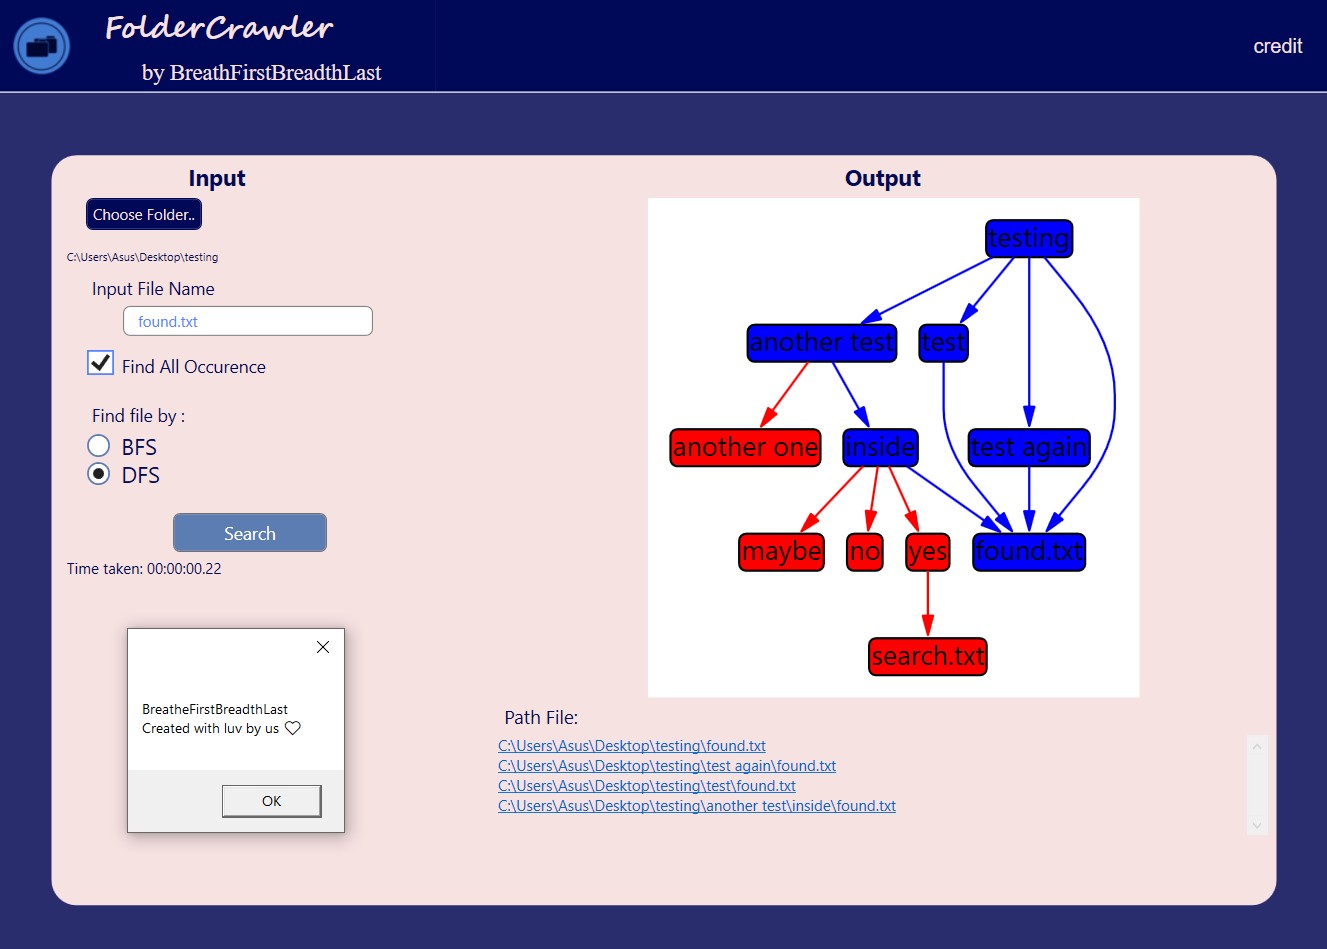 FolderCrawler
by BreathFirstBreadthLast
credit
Input
Choose Folder..
C:\Users\Asus\Desktop\testing
Input File Name
found.txt
Find All Occurence
Find file by :
BFS
DFS
Search
Time taken: 00:00:00.22
BreatheFirstBreadthLast
Created with luv by us ♡
OK
Output
testing
another test
test
another one
inside
test again
maybe
no
yes
found.txt
search.txt
Path File:
C:\Users\Asus\Desktop\testing\found.txt
C:\Users\Asus\Desktop\testing\test again\found.txt
C:\Users\Asus\Desktop\testing\test\found.txt
C:\Users\Asus\Desktop\testing\another test\inside\found.txt